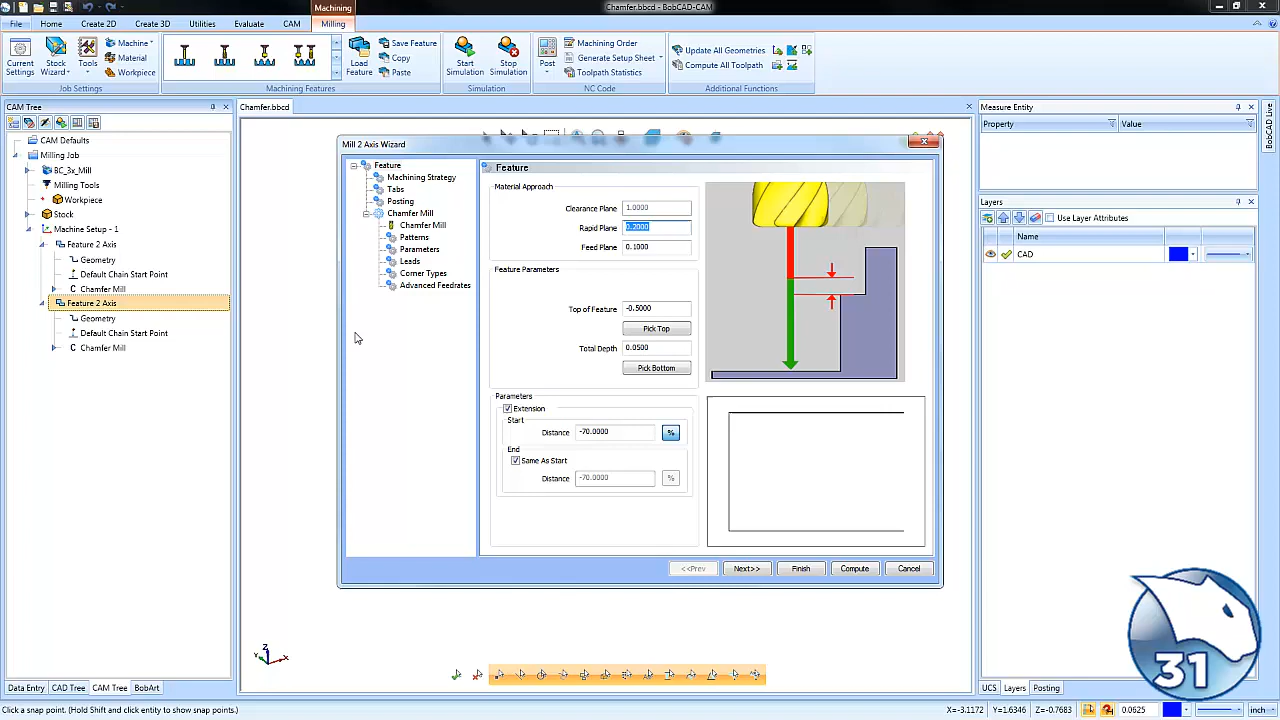 Machining
Chamfer.bbcd - BobCAD-CAM
File
Home
Create 2D
Create 3D
Utilities
Evaluate
CAM
Milling
Current Settings
Stock Wizard
Tools
Machine
Material
Workpiece
Load Feature
Save Feature
Copy
Paste
Start Simulation
Stop Simulation
Post
Machining Order
Generate Setup Sheet
Toolpath Statistics
Update All Geometries
Compute All Toolpath
Job Settings
Machining Features
Simulation
NC Code
Additional Functions
CAM Tree
CAM Defaults
Milling Job
BC_3x_Mill
Milling Tools
Workpiece
Stock
Machine Setup - 1
Feature 2 Axis
Geometry
Default Chain Start Point
C Chamfer Mill
Feature 2 Axis
Geometry
Default Chain Start Point
C Chamfer Mill
Data Entry
CAD Tree
CAM Tree
BobArt
Chamfer.bbcd
Mill 2 Axis Wizard
Feature
Machining Strategy
Tabs
Posting
Chamfer Mill
Chamfer Mill
Patterns
Parameters
Leads
Corner Types
Advanced Feedrates
Feature
Material Approach
Clearance Plane 1.0000
Rapid Plane 0.2000
Feed Plane 0.1000
Feature Parameters
Top of Feature -0.5000
Pick Top
Total Depth 0.0500
Pick Bottom
Parameters
Extension
Start
Distance -70.0000 %
End
Same As Start
Distance -70.0000 %
<<Prev
Next>>
Finish
Compute
Cancel
Z
Y
X
Measure Entity
Property
Value
Layers
Use Layer Attributes
Name
CAD
BobCAD Live
UCS
Layers
Posting
31
Click a snap point. (Hold Shift and click entity to show snap points.)
X=-3.1172
Y=1.6346
Z=-0.7683
0.0625
inch